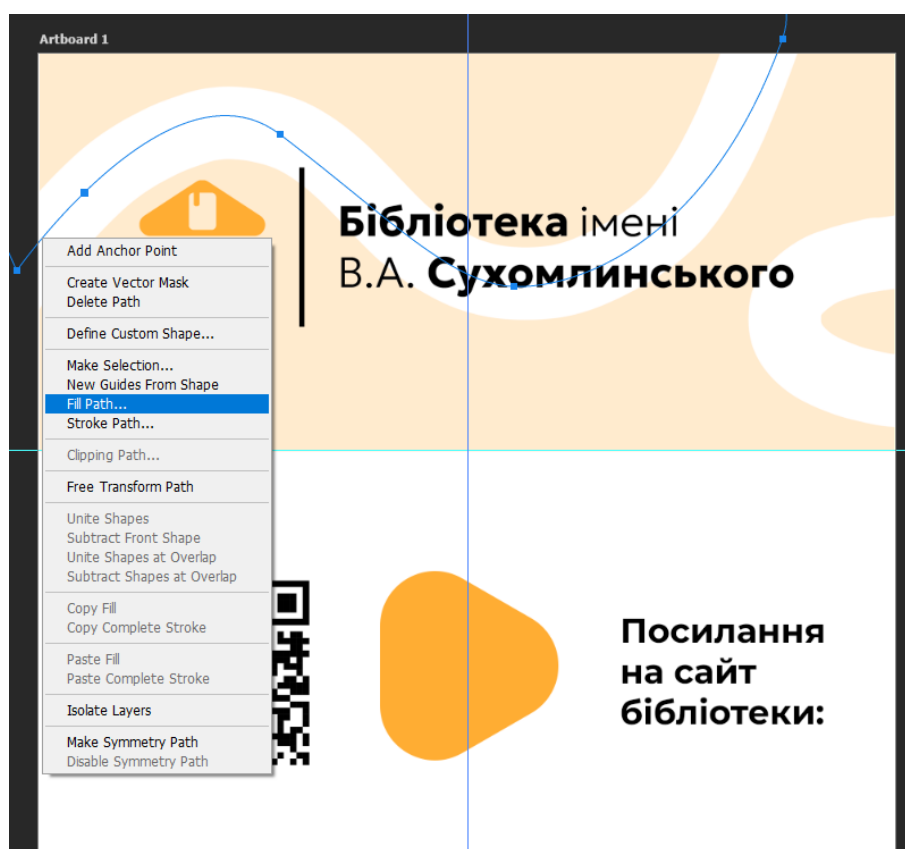 Artboard 1
Бібліотека імені
В.А. Сухомлинського
Add Anchor Point
Create Vector Mask
Delete Path
Define Custom Shape...
Make Selection...
New Guides From Shape
Fill Path...
Stroke Path...
Clipping Path...
Free Transform Path
Unite Shapes
Subtract Front Shape
Unite Shapes at Overlap
Subtract Shapes at Overlap
Copy Fill
Copy Complete Stroke
Paste Fill
Paste Complete Stroke
Isolate Layers
Make Symmetry Path
Disable Symmetry Path
Посилання
на сайт
бібліотеки: